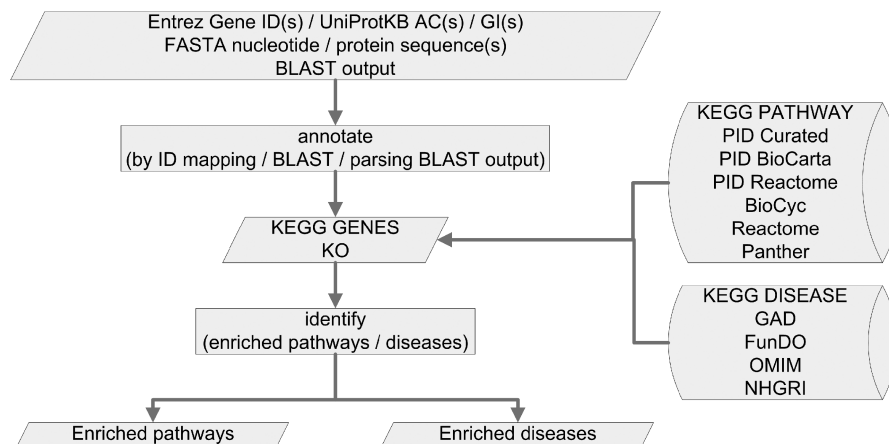 Entrez Gene ID(s) / UniProtKB AC(s) / GI(s)
FASTA nucleotide / protein sequence(s)
BLAST output
annotate
(by ID mapping / BLAST / parsing BLAST output)
KEGG GENES
KO
identify
(enriched pathways / diseases)
Enriched pathways
Enriched diseases
KEGG PATHWAY
PID Curated
PID BioCarta
PID Reactome
BioCyc
Reactome
Panther
KEGG DISEASE
GAD
FunDO
OMIM
NHGRI